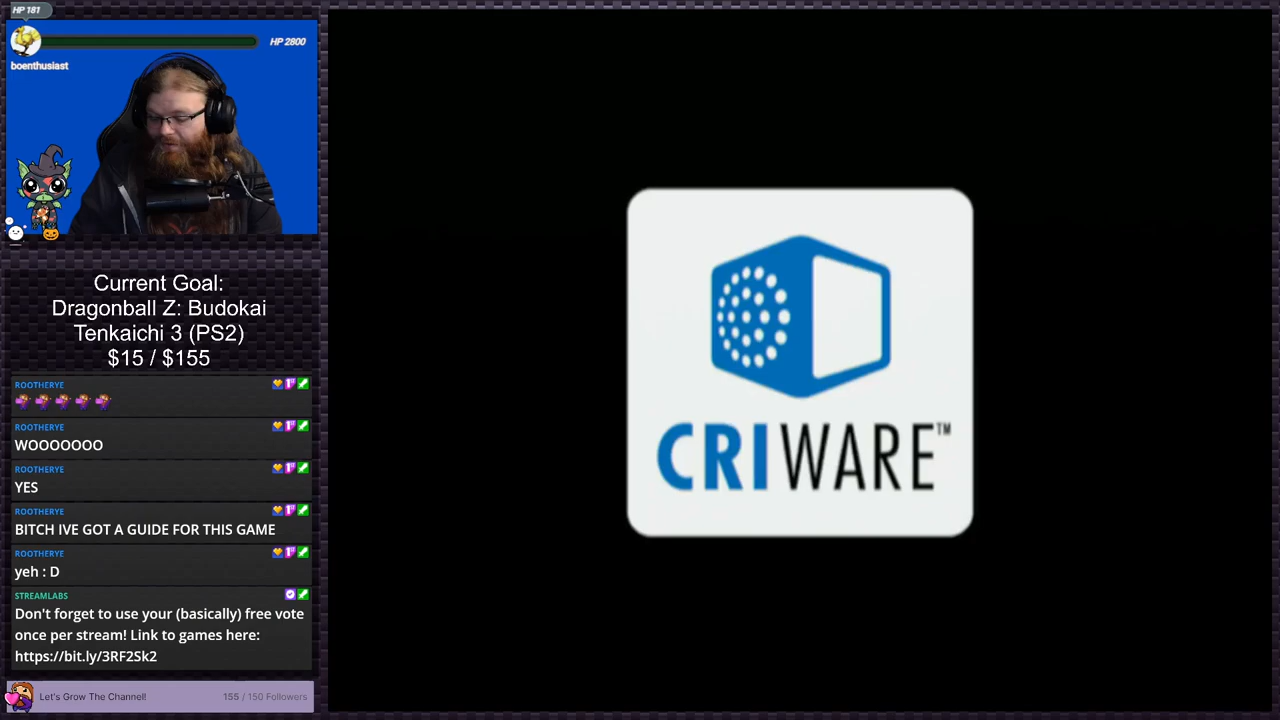 HP 181
HP 2800
boenthusiast
Current Goal:
Dragonball Z: Budokai
Tenkaichi 3 (PS2)
$15 / $155
ROOTHERYE
ROOTHERYE
WOOOOOOO
ROOTHERYE
YES
ROOTHERYE
BITCH IVE GOT A GUIDE FOR THIS GAME
ROOTHERYE
yeh : D
STREAMLABS
Don't forget to use your (basically) free vote
once per stream! Link to games here:
https://bit.ly/3RF2Sk2
Let's Grow The Channel!
155 / 150 Followers
CRIWARE™